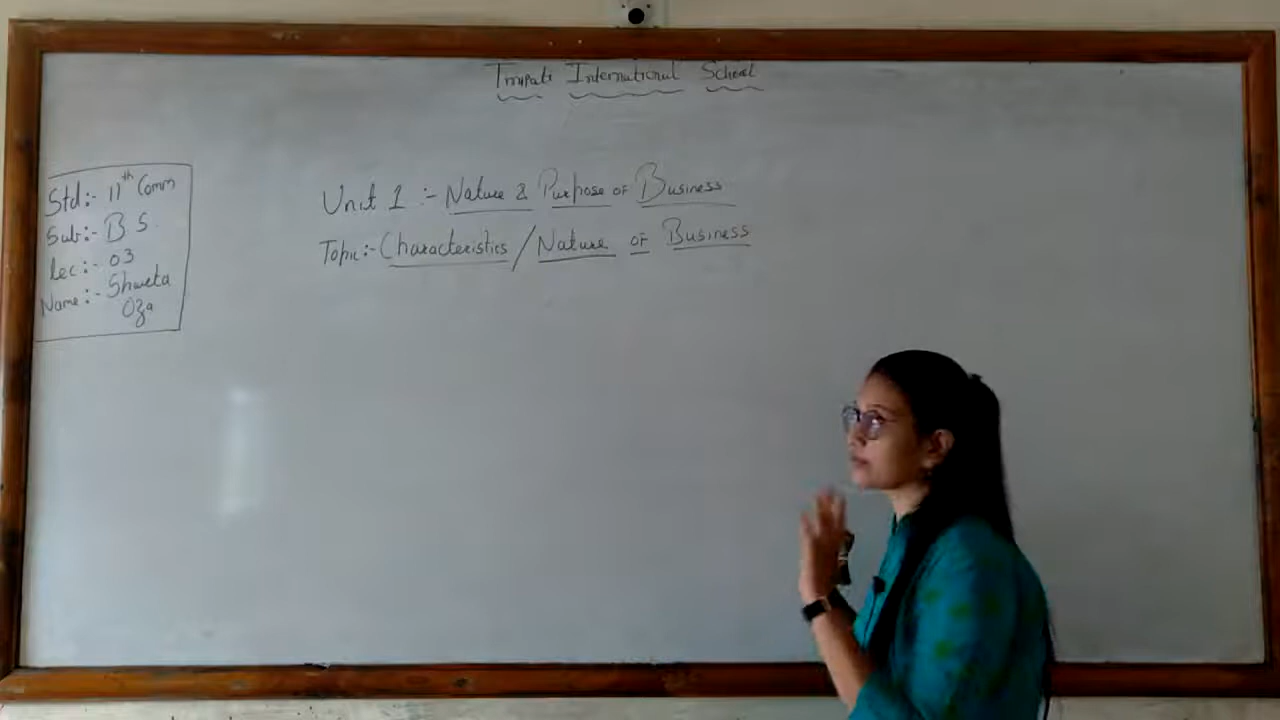 Tirupati International School
Std:- 11th Comm
Sub:- B S.
Lec:- 03
Name:- Shweta
Oza
Unit 1 :- Nature & Purpose of Business
Topic:- Characteristics / Nature of Business